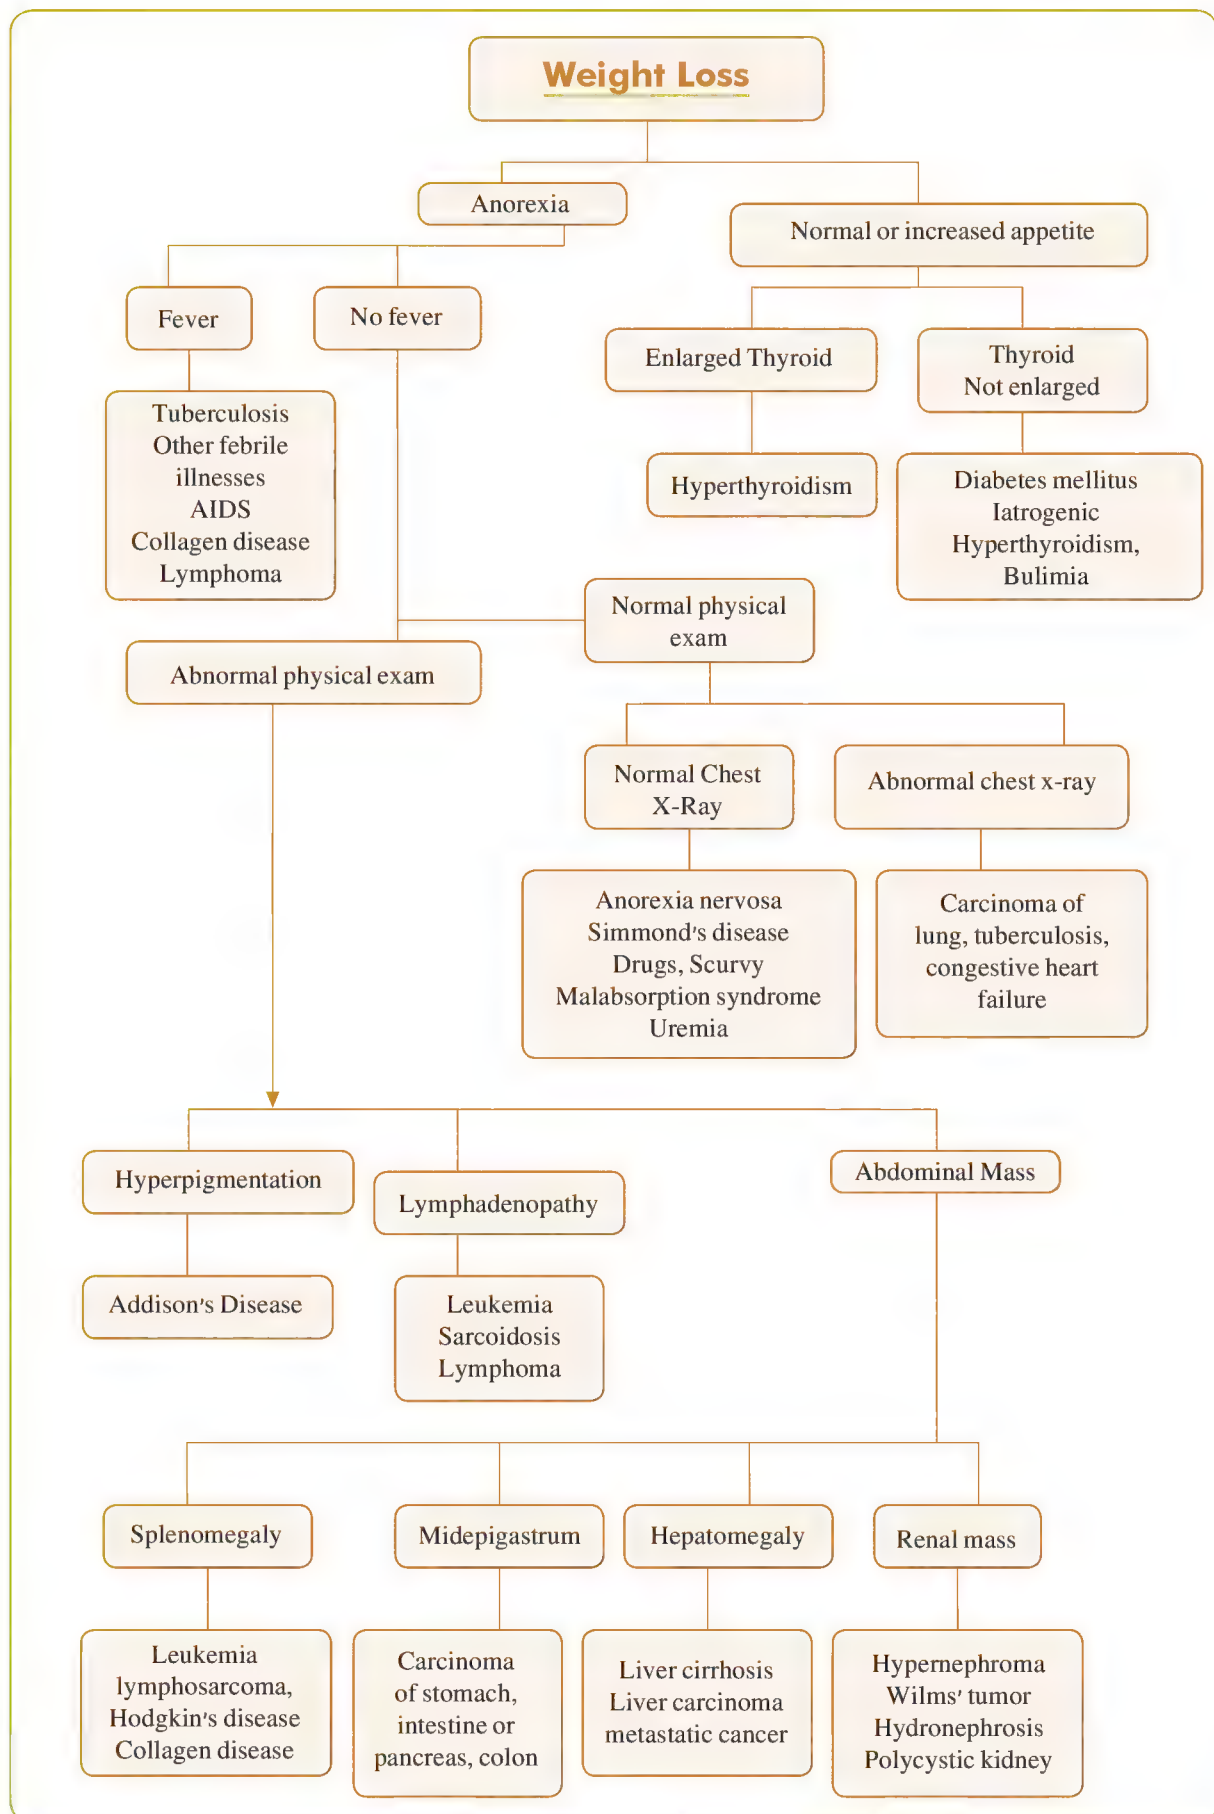 Weight Loss
Anorexia
Normal or increased appetite
Fever
No fever
Enlarged Thyroid
Thyroid
Not enlarged
Tuberculosis
Other febrile
illnesses
AIDS
Collagen disease
Lymphoma
Hyperthyroidism
Diabetes mellitus
Iatrogenic
Hyperthyroidism,
Bulimia
Normal physical
exam
Abnormal physical exam
Normal Chest
X-Ray
Abnormal chest x-ray
Anorexia nervosa
Simmond's disease
Drugs, Scurvy
Malabsorption syndrome
Uremia
Carcinoma of
lung, tuberculosis,
congestive heart
failure
Hyperpigmentation
Lymphadenopathy
Abdominal Mass
Addison's Disease
Leukemia
Sarcoidosis
Lymphoma
Splenomegaly
Midepigastrum
Hepatomegaly
Renal mass
Leukemia
lymphosarcoma,
Hodgkin's disease
Collagen disease
Carcinoma
of stomach,
intestine or
pancreas, colon
Liver cirrhosis
Liver carcinoma
metastatic cancer
Hypernephroma
Wilms' tumor
Hydronephrosis
Polycystic kidney